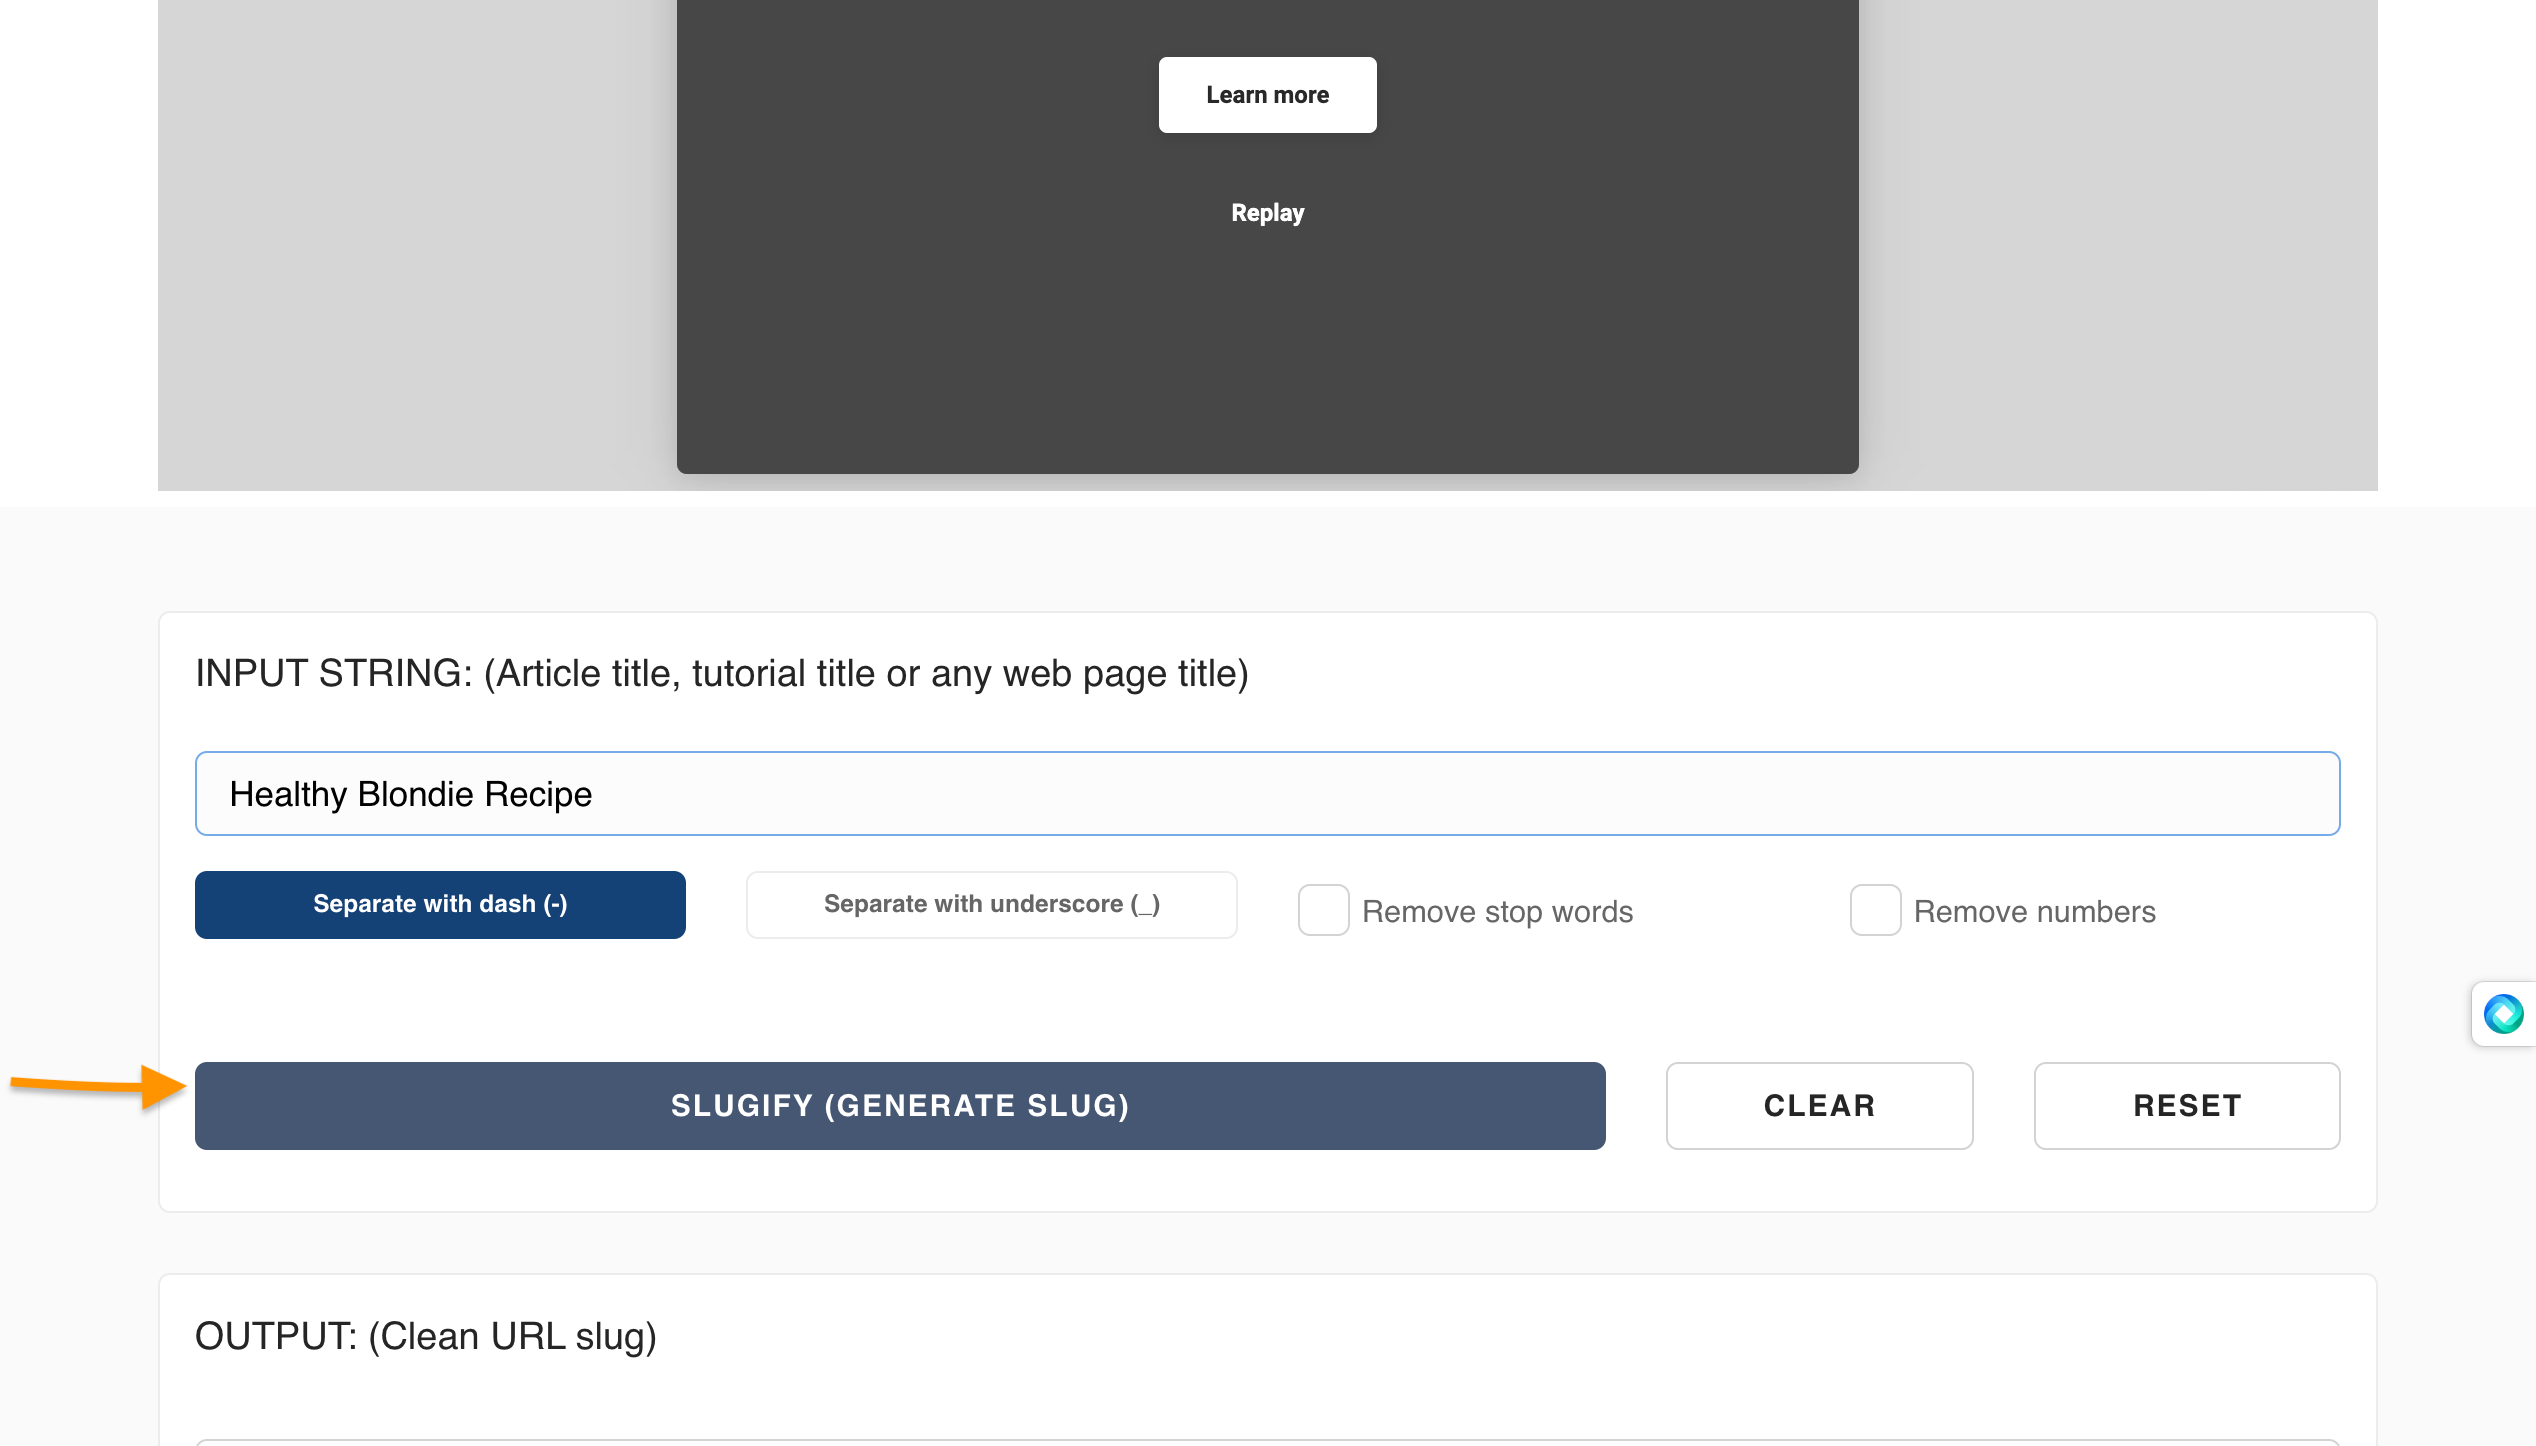 Learn more
Replay
INPUT STRING: (Article title, tutorial title or any web page title)
Healthy Blondie Recipe
Separate with dash (-)
Separate with underscore (_)
Remove stop words
Remove numbers
SLUGIFY (GENERATE SLUG)
CLEAR
RESET
OUTPUT: (Clean URL slug)